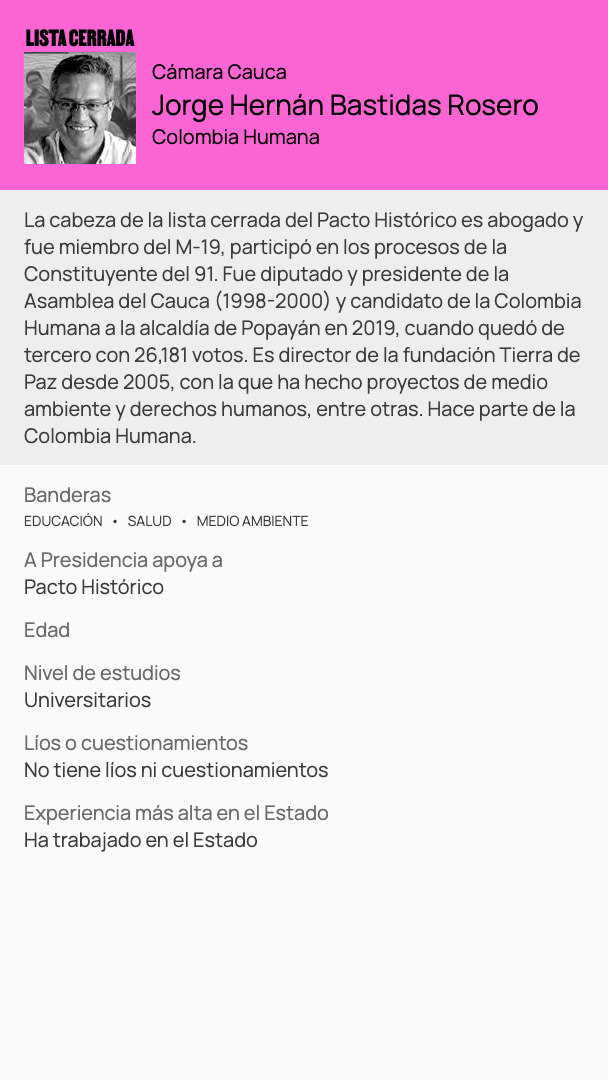 LISTA CERRADA
Cámara Cauca
Jorge Hernán Bastidas Rosero
Colombia Humana
La cabeza de la lista cerrada del Pacto Histórico es abogado y
fue miembro del M-19, participó en los procesos de la
Constituyente del 91. Fue diputado y presidente de la
Asamblea del Cauca (1998-2000) y candidato de la Colombia
Humana a la alcaldía de Popayán en 2019, cuando quedó de
tercero con 26,181 votos. Es director de la fundación Tierra de
Paz desde 2005, con la que ha hecho proyectos de medio
ambiente y derechos humanos, entre otras. Hace parte de la
Colombia Humana.
Banderas
EDUCACIÓN • SALUD • MEDIO AMBIENTE
A Presidencia apoya a
Pacto Histórico
Edad
Nivel de estudios
Universitarios
Líos o cuestionamientos
No tiene líos ni cuestionamientos
Experiencia más alta en el Estado
Ha trabajado en el Estado